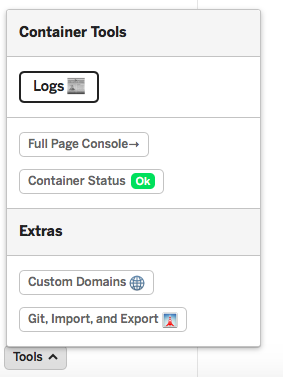 Container Tools
Logs
Full Page Console→
Container Status Ok
Extras
Custom Domains
Git, Import, and Export
Tools